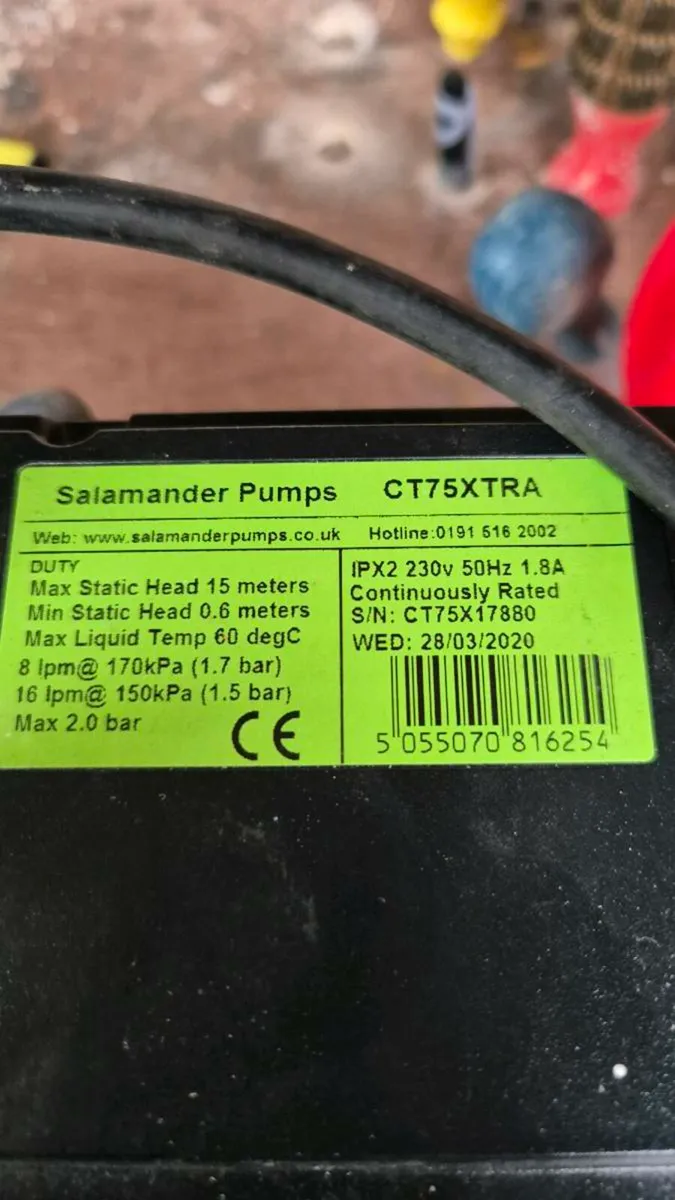 Salamander Pumps CT75XTRA
Web: www.salamanderpumps.co.uk Hotline:0191 516 2002
DUTY
Max Static Head 15 meters
Min Static Head 0.6 meters
Max Liquid Temp 60 degC
8 lpm@ 170kPa (1.7 bar)
16 lpm@ 150kPa (1.5 bar)
Max 2.0 bar
CE
IPX2 230v 50Hz 1.8A
Continuously Rated
S/N: CT75X17880
WED: 28/03/2020
5 055070 816254